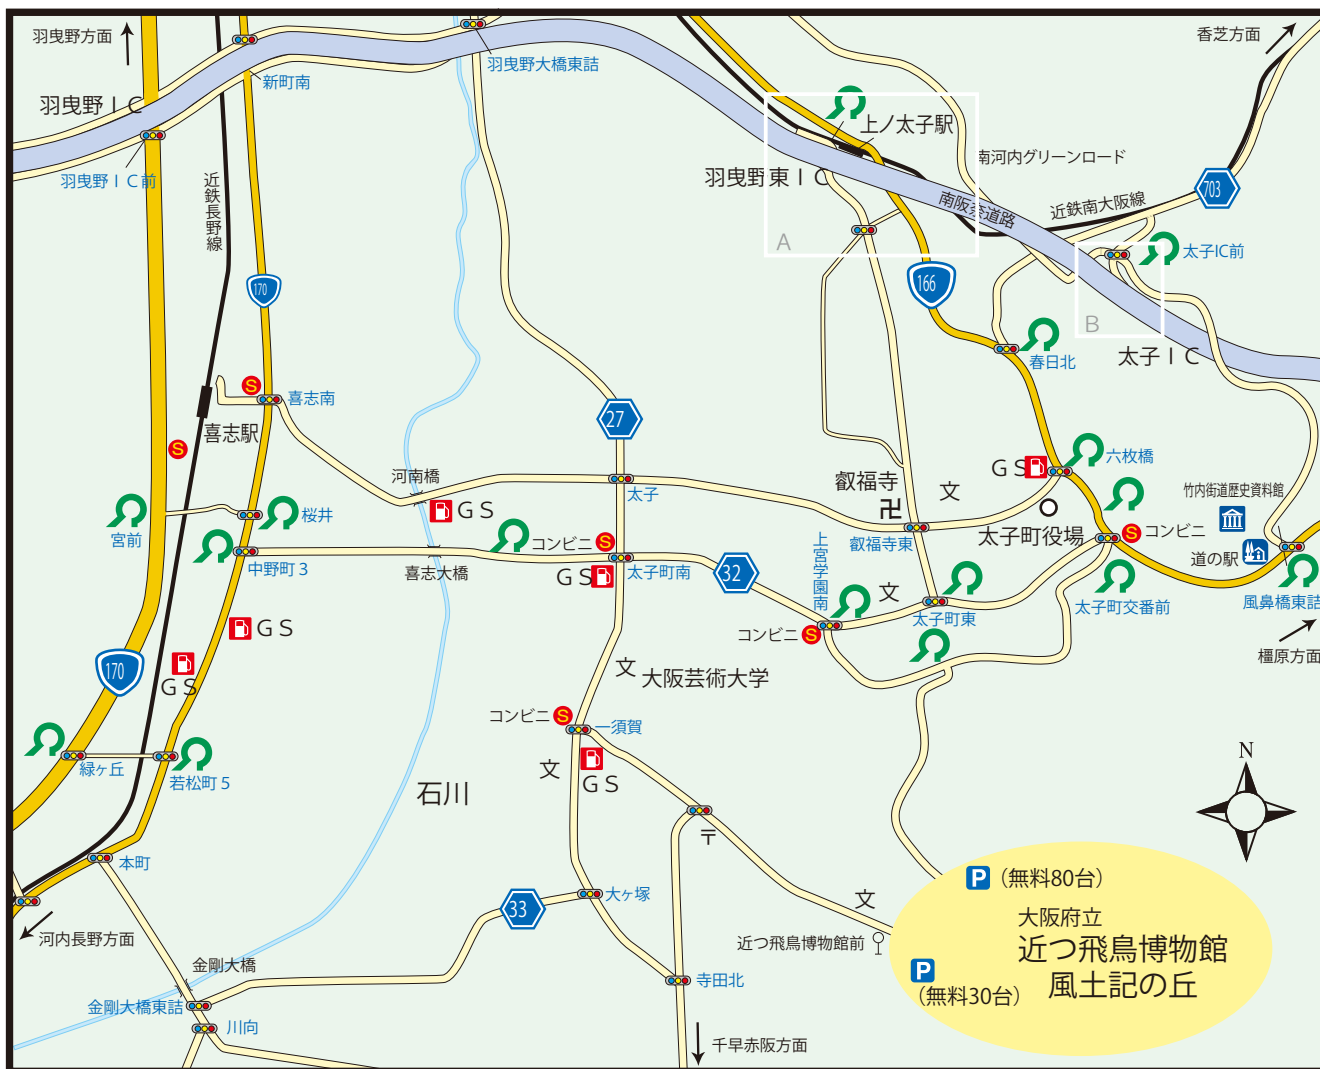 羽曳野方面
香芝方面
羽曳野大橋東詰
新町南
羽曳野ＩＣ
上ノ太子駅
南河内グリーンロード
羽曳野ＩＣ前
近鉄長野線
羽曳野東ＩＣ
703
南阪奈道路
近鉄南大阪線
A
太子IC前
170
166
B
太子ＩＣ
春日北
S
喜志南
27
喜志駅
S
六枚橋
ＧＳ
河南橋
叡福寺
文
竹内街道歴史資料館
太子
卍
ＧＳ
桜井
宮前
太子町役場
S
コンビニ
叡福寺東
コンビニ
S
上宮学園南
道の駅
中野町３
喜志大橋
ＧＳ
太子町南
32
文
太子町交番前
風鼻橋東詰
太子町東
ＧＳ
コンビニ
S
橿原方面
170
ＧＳ
文
大阪芸術大学
コンビニ
S
一須賀
N
緑ヶ丘
若松町５
文
ＧＳ
石川
〒
本町
P
(無料80台)
大ヶ塚
文
33
大阪府立
近つ飛鳥博物館
河内長野方面
近つ飛鳥博物館前
金剛大橋
P
(無料30台)
風土記の丘
寺田北
金剛大橋東詰
川向
千早赤阪方面